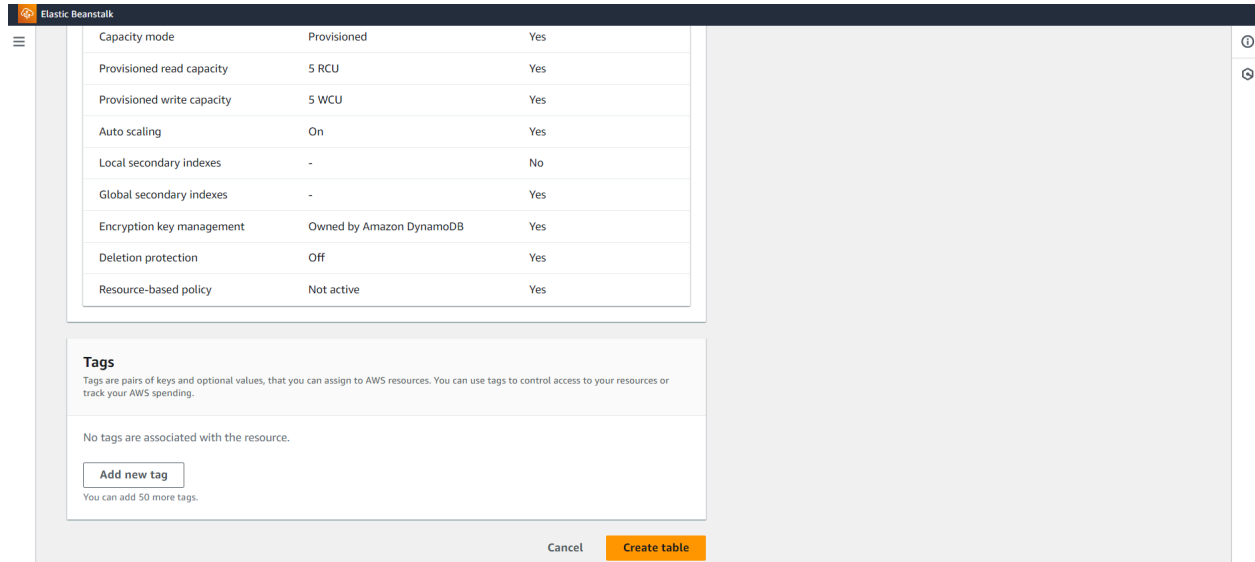 Elastic Beanstalk
Capacity mode Provisioned Yes
Provisioned read capacity 5 RCU Yes
Provisioned write capacity 5 WCU Yes
Auto scaling On Yes
Local secondary indexes - No
Global secondary indexes - Yes
Encryption key management Owned by Amazon DynamoDB Yes
Deletion protection Off Yes
Resource-based policy Not active Yes
Tags
Tags are pairs of keys and optional values, that you can assign to AWS resources. You can use tags to control access to your resources or
track your AWS spending.
No tags are associated with the resource.
Add new tag
You can add 50 more tags.
Cancel Create table